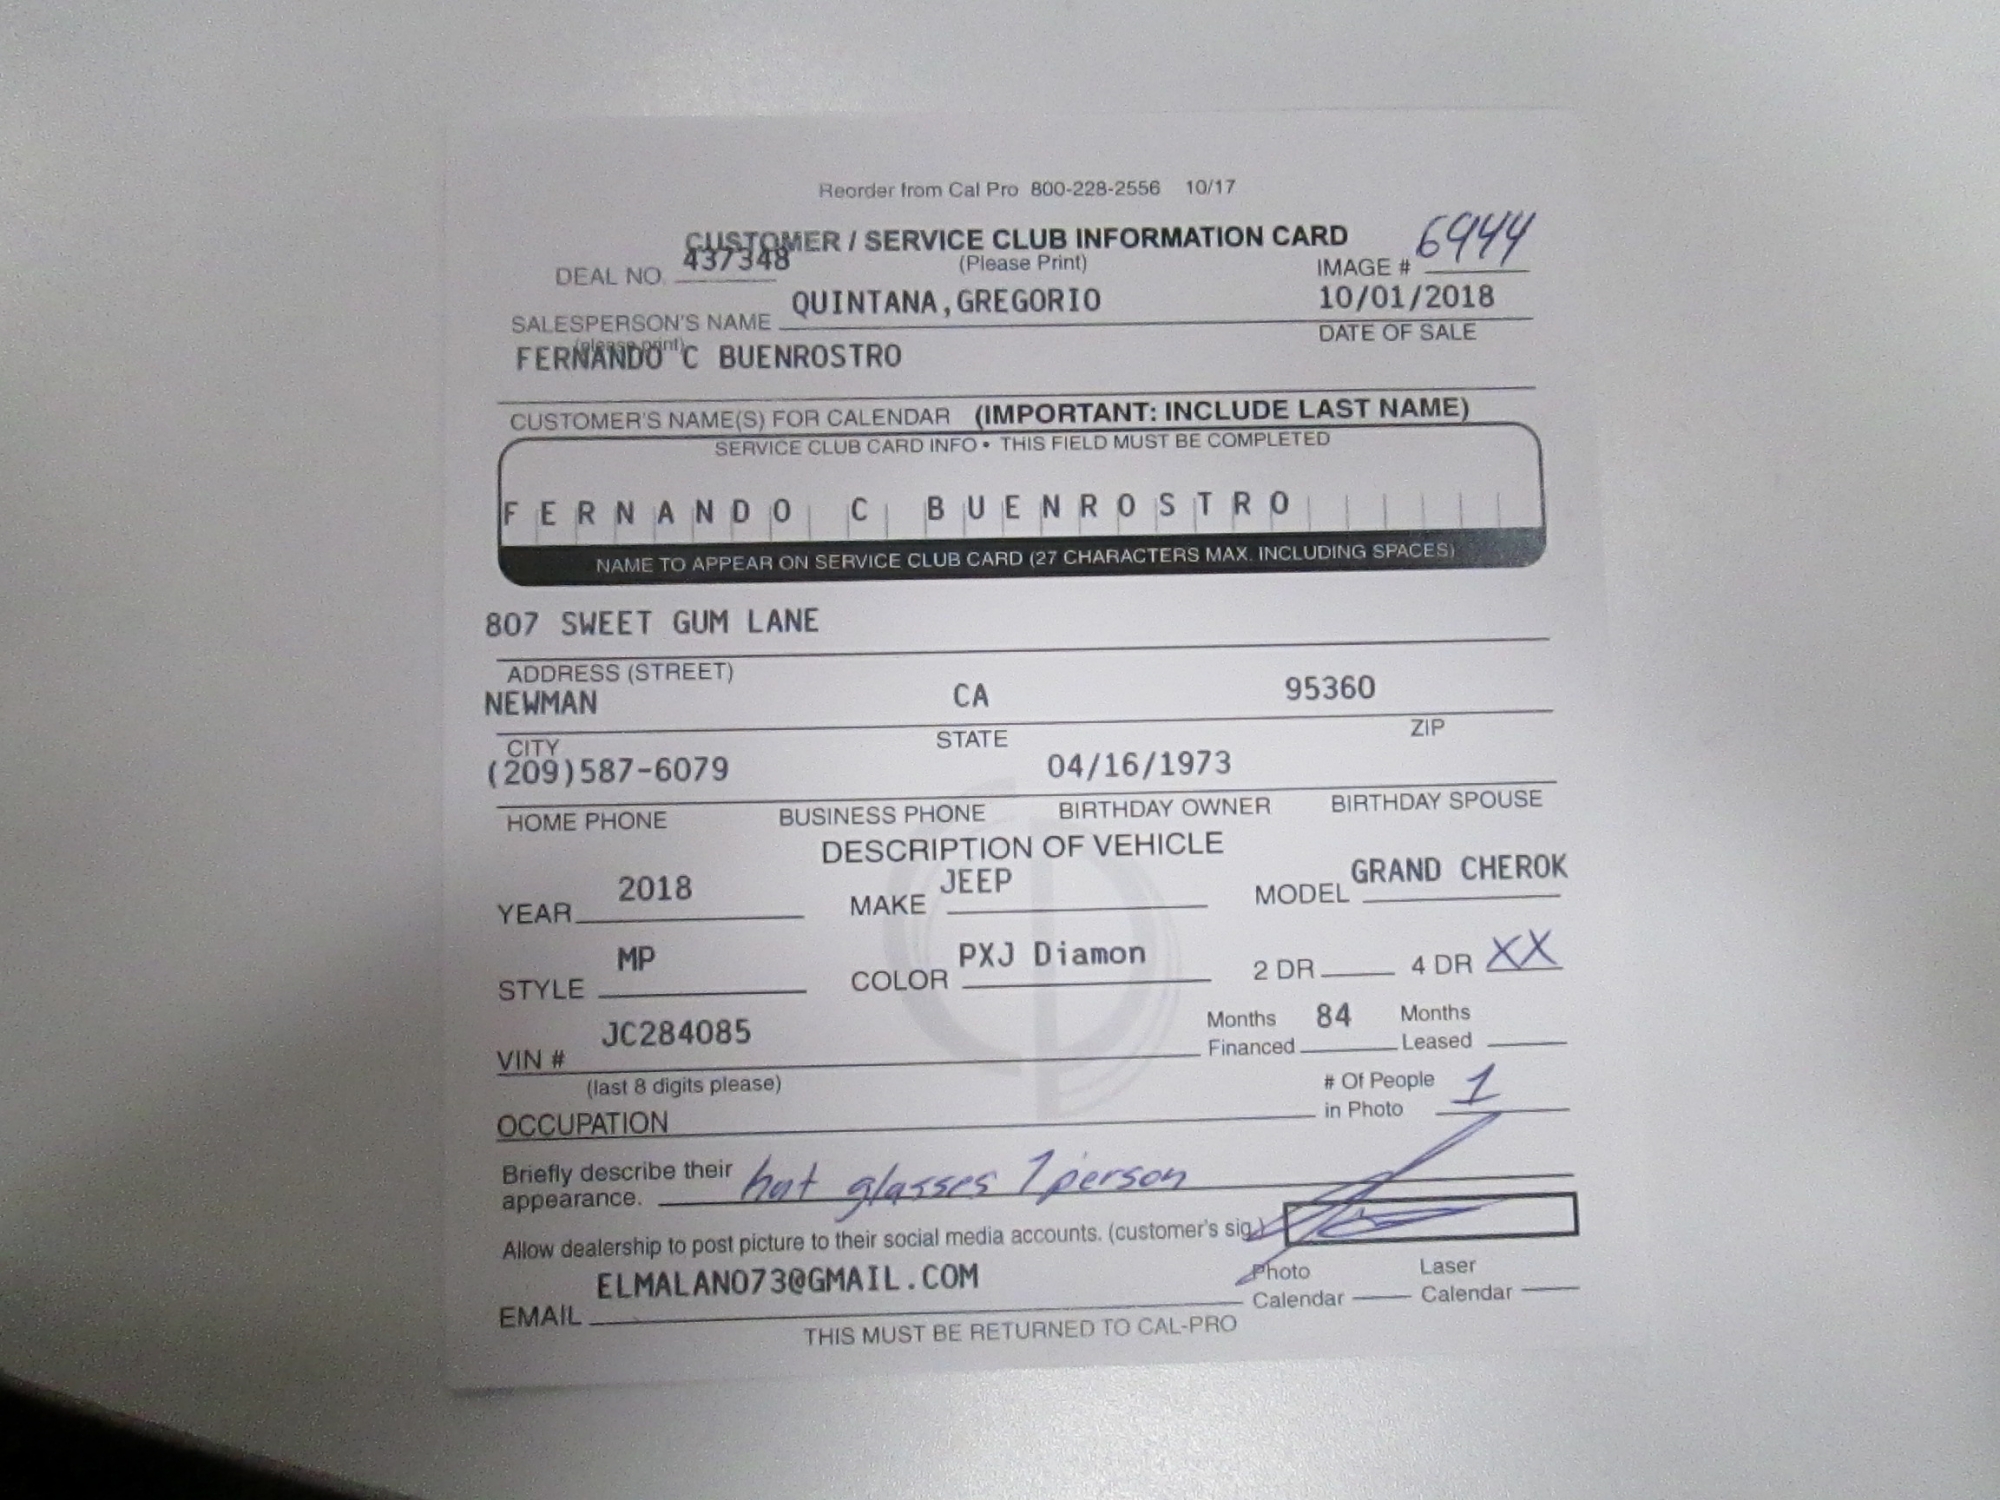 Reorder from Cal Pro 800-228-2556 10/17
CUSTOMER / SERVICE CLUB INFORMATION CARD
(Please Print)
DEAL NO. 437348
IMAGE # 6944
SALESPERSON'S NAME QUINTANA,GREGORIO
(please print)
10/01/2018
DATE OF SALE
FERNANDO C BUENROSTRO
CUSTOMER'S NAME(S) FOR CALENDAR (IMPORTANT: INCLUDE LAST NAME)
SERVICE CLUB CARD INFO • THIS FIELD MUST BE COMPLETED
FERNANDO C BUENROSTRO
NAME TO APPEAR ON SERVICE CLUB CARD (27 CHARACTERS MAX. INCLUDING SPACES)
807 SWEET GUM LANE
ADDRESS (STREET)
NEWMAN CA 95360
CITY STATE ZIP
(209)587-6079 04/16/1973
HOME PHONE BUSINESS PHONE BIRTHDAY OWNER BIRTHDAY SPOUSE
DESCRIPTION OF VEHICLE
YEAR 2018 MAKE JEEP MODEL GRAND CHEROK
STYLE MP COLOR PXJ Diamon 2 DR 4 DR XX
VIN # JC284085
(last 8 digits please)
Months Financed 84 Months Leased
OCCUPATION
# Of People in Photo 1
Briefly describe their
appearance. hat glasses 1 person
Allow dealership to post picture to their social media accounts. (customer's sig.)
EMAIL ELMALANO73@GMAIL.COM
Photo Calendar Laser Calendar
THIS MUST BE RETURNED TO CAL-PRO